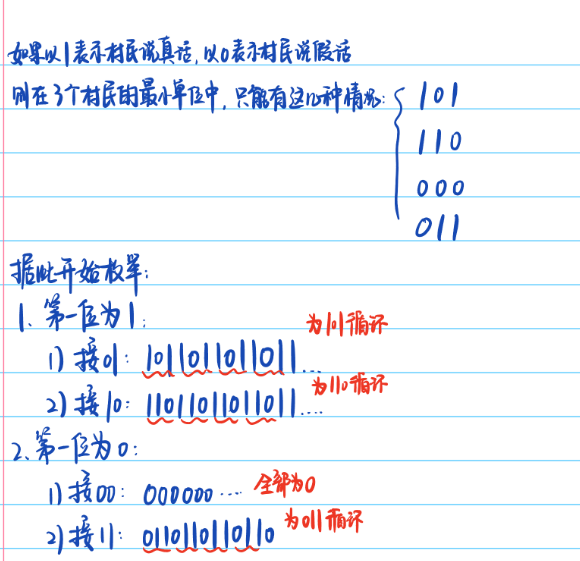 如果以1表示村民说真话,以0表示村民说假话
则在3个村民的最小单位中,只能有这几种情况:
101
110
000
011
据此开始枚举:
1、第一位为1:
为101循环
1) 接01: 1011011011011...
为110循环
2) 接10: 11011011011011....
2、第一位为0:
1) 接00: 000000.... 全部为0
为011循环
2) 接11: 0110110110110